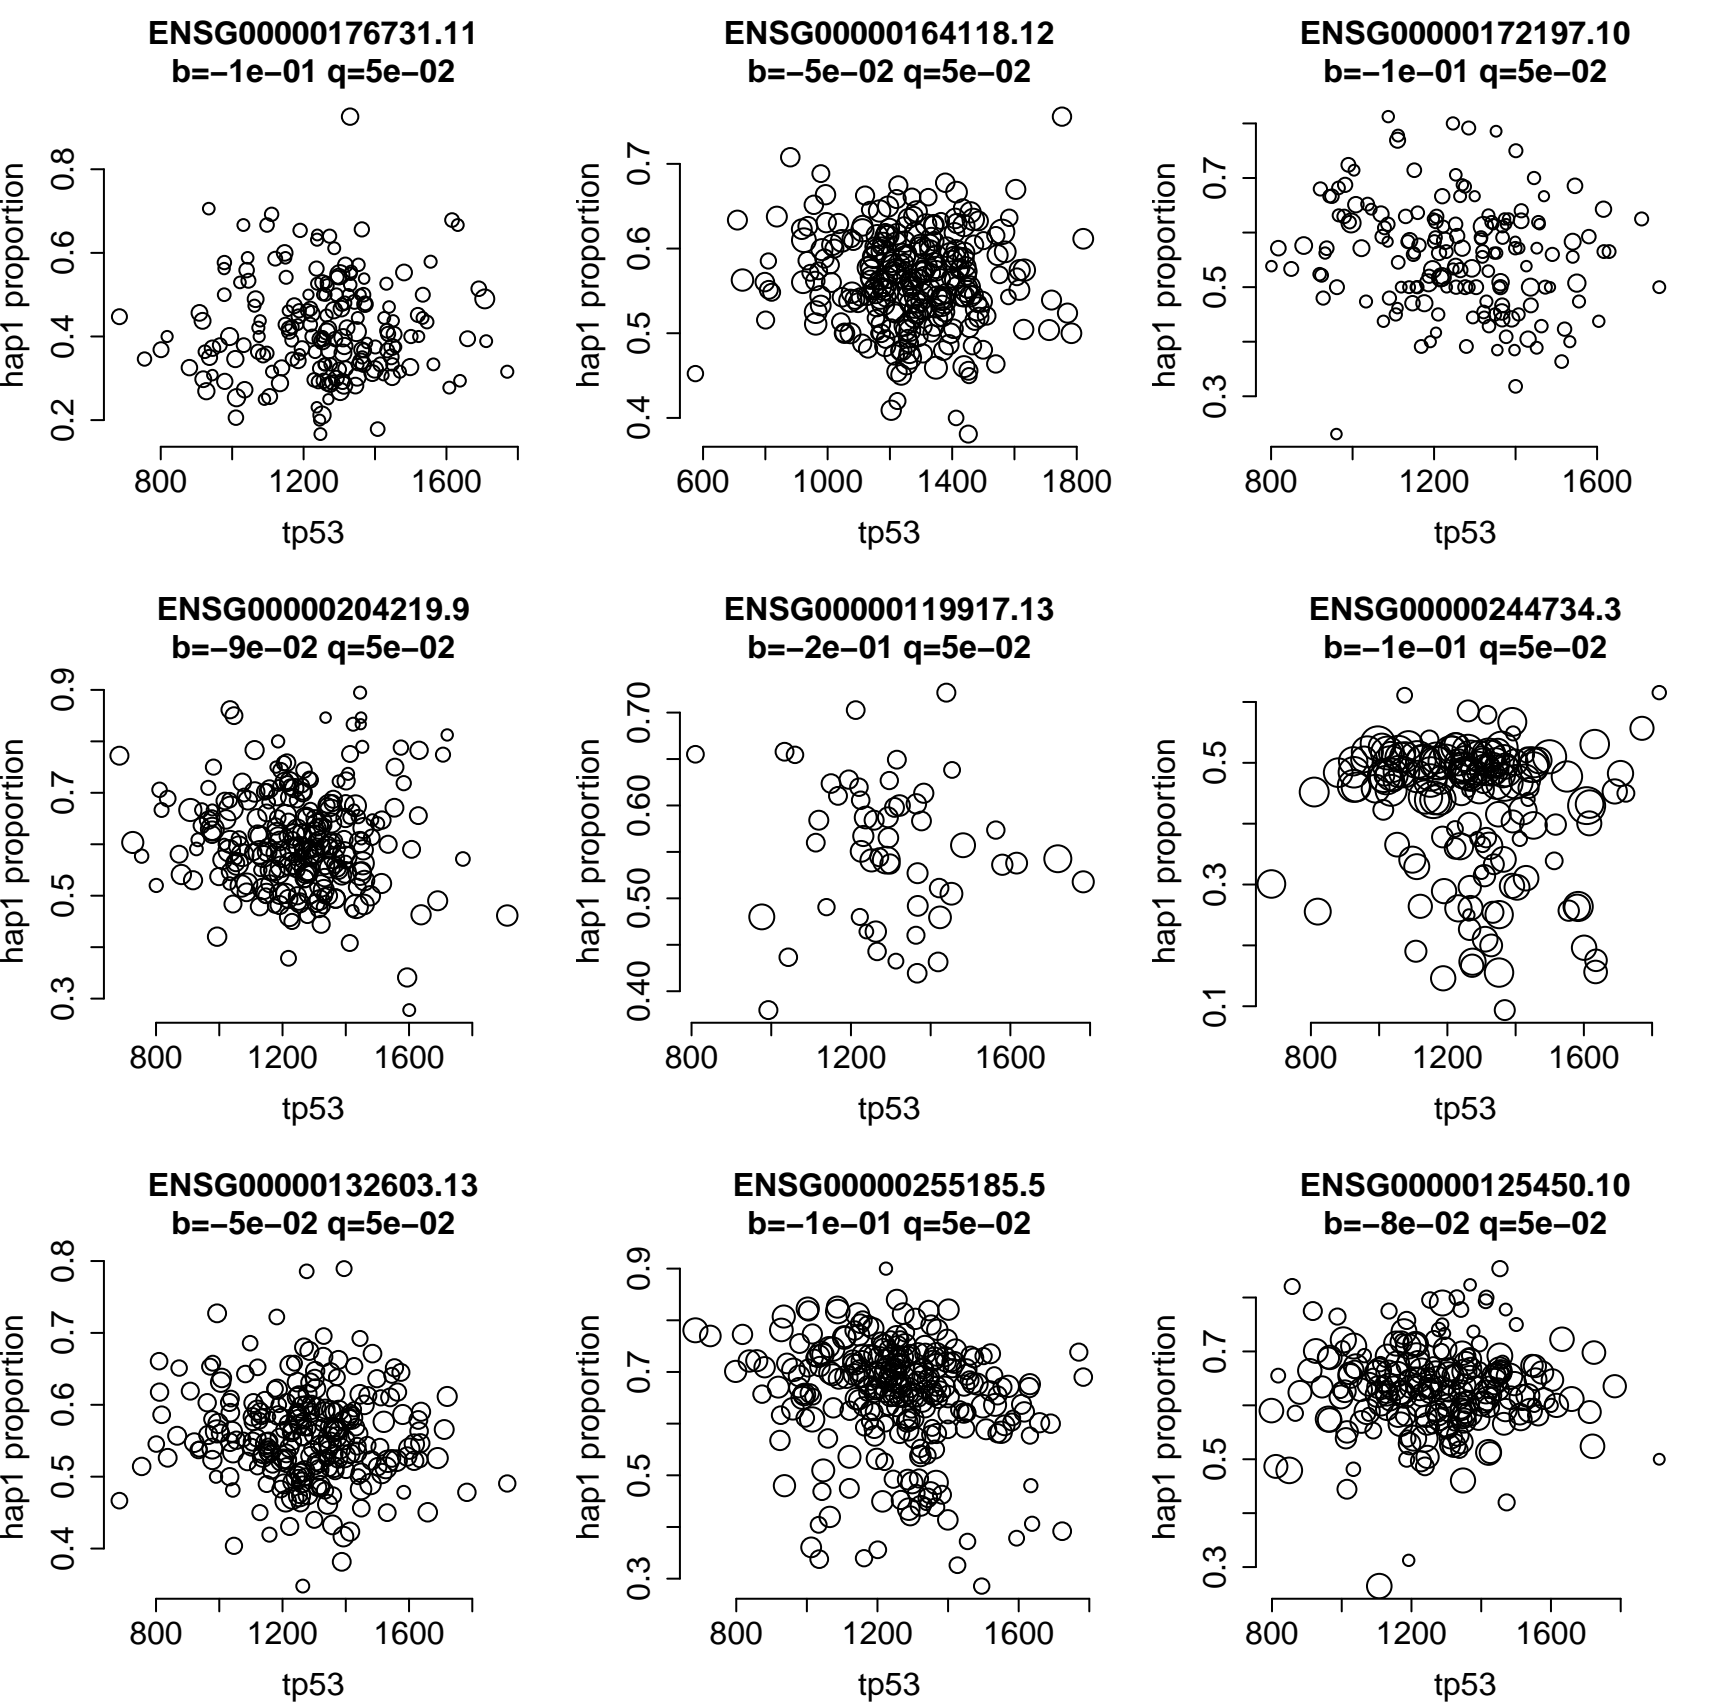 ENSG00000176731.11
b=−1e−01 q=5e−02
hap1 proportion
0.2 0.4 0.6 0.8
800 1200 1600
tp53
ENSG00000164118.12
b=−5e−02 q=5e−02
hap1 proportion
0.4 0.5 0.6 0.7
600 1000 1400 1800
tp53
ENSG00000172197.10
b=−1e−01 q=5e−02
hap1 proportion
0.3 0.5 0.7
800 1200 1600
tp53
ENSG00000204219.9
b=−9e−02 q=5e−02
hap1 proportion
0.3 0.5 0.7 0.9
800 1200 1600
tp53
ENSG00000119917.13
b=−2e−01 q=5e−02
hap1 proportion
0.40 0.50 0.60 0.70
800 1200 1600
tp53
ENSG00000244734.3
b=−1e−01 q=5e−02
hap1 proportion
0.1 0.3 0.5
800 1200 1600
tp53
ENSG00000132603.13
b=−5e−02 q=5e−02
hap1 proportion
0.4 0.5 0.6 0.7 0.8
800 1200 1600
tp53
ENSG00000255185.5
b=−1e−01 q=5e−02
hap1 proportion
0.3 0.5 0.7 0.9
800 1200 1600
tp53
ENSG00000125450.10
b=−8e−02 q=5e−02
hap1 proportion
0.3 0.5 0.7
800 1200 1600
tp53